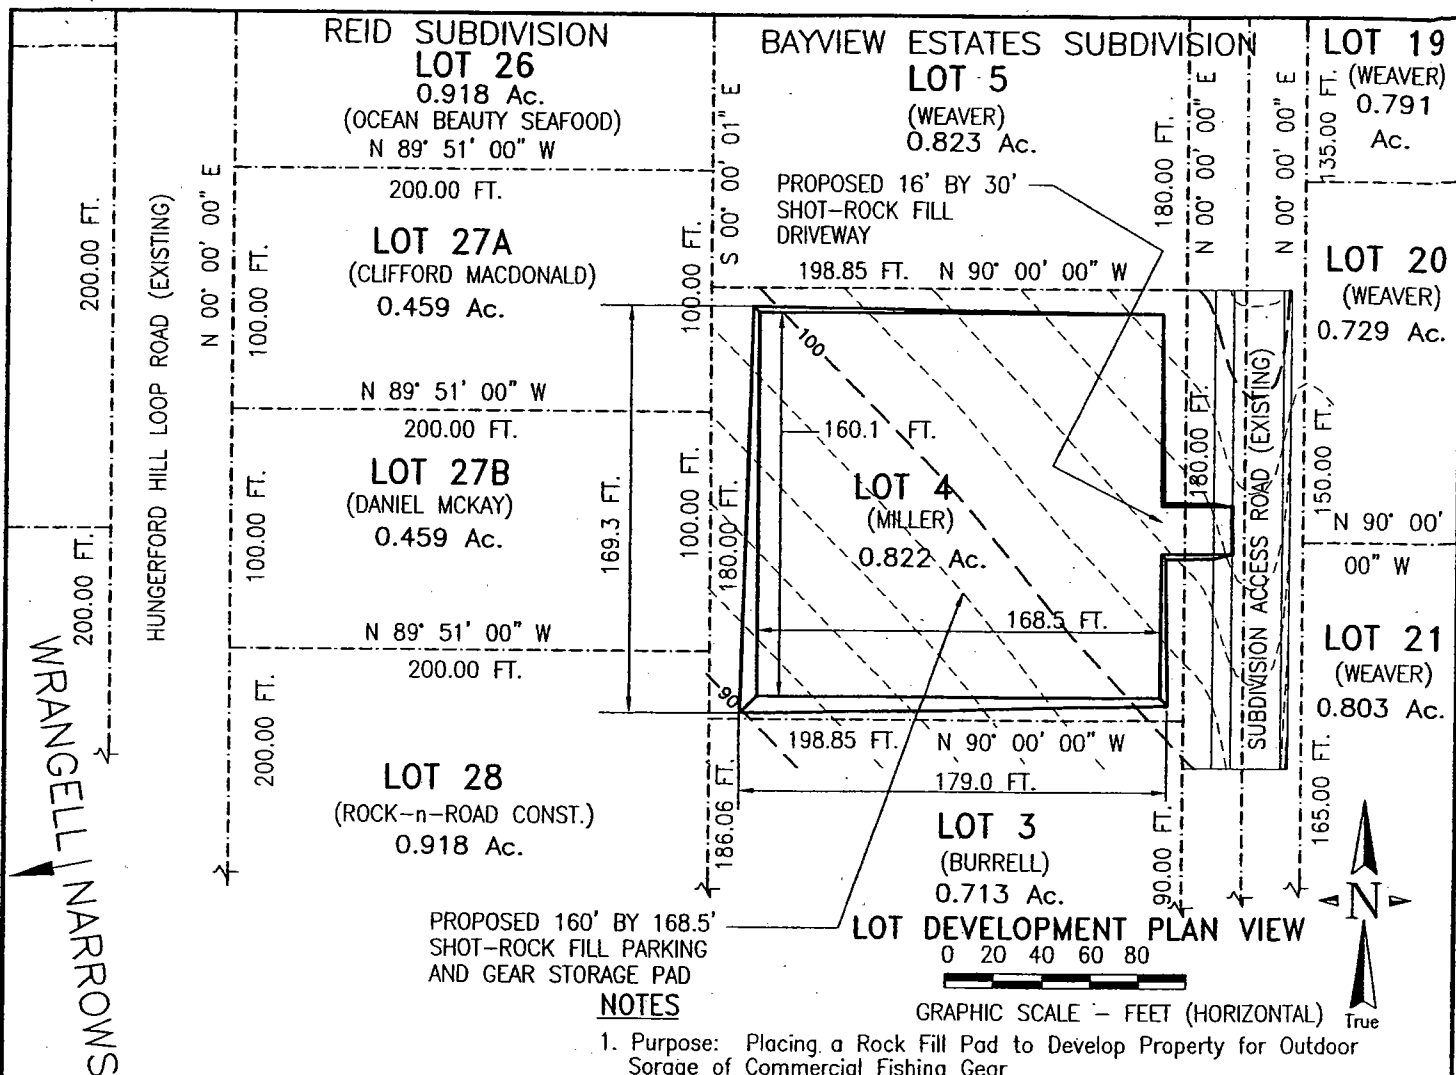 REID SUBDIVISION
LOT 26
0.918 Ac.
(OCEAN BEAUTY SEAFOOD)
N 89° 51' 00" W
200.00 FT.
BAYVIEW ESTATES SUBDIVISION
LOT 5
(WEAVER)
0.823 Ac.
LOT 19
(WEAVER)
0.791
Ac.
135.00 FT.
N 00° 00' 00" E
N 00° 00' 00" E
180.00 FT.
S 00° 00' 01" E
PROPOSED 16' BY 30'
SHOT-ROCK FILL
DRIVEWAY
198.85 FT. N 90° 00' 00" W
200.00 FT.
HUNGERFORD HILL LOOP ROAD (EXISTING)
N 00° 00' 00" E
100.00 FT.
LOT 27A
(CLIFFORD MACDONALD)
0.459 Ac.
100.00 FT.
N 89° 51' 00" W
200.00 FT.
LOT 20
(WEAVER)
0.729 Ac.
100
160.1 FT.
LOT 4
(MILLER)
0.822 Ac.
168.5 FT.
169.3 FT.
180.00 FT.
180.00 FT.
SUBDIVISION ACCESS ROAD (EXISTING)
150.00 FT.
N 90° 00'
00" W
LOT 27B
(DANIEL MCKAY)
0.459 Ac.
100.00 FT.
100.00 FT.
N 89° 51' 00" W
200.00 FT.
200.00 FT.
200.00 FT.
LOT 21
(WEAVER)
0.803 Ac.
165.00 FT.
90
198.85 FT. N 90° 00' 00" W
179.0 FT.
LOT 28
(ROCK-n-ROAD CONST.)
0.918 Ac.
186.06 FT.
LOT 3
(BURRELL)
0.713 Ac.
90.00 FT.
WRANGELL NARROWS
PROPOSED 160' BY 168.5'
SHOT-ROCK FILL PARKING
AND GEAR STORAGE PAD
LOT DEVELOPMENT PLAN VIEW
0 20 40 60 80
GRAPHIC SCALE - FEET (HORIZONTAL)
N
True
NOTES
1. Purpose: Placing a Rock Fill Pad to Develop Property for Outdoor
Sorage of Commercial Fishing Gear